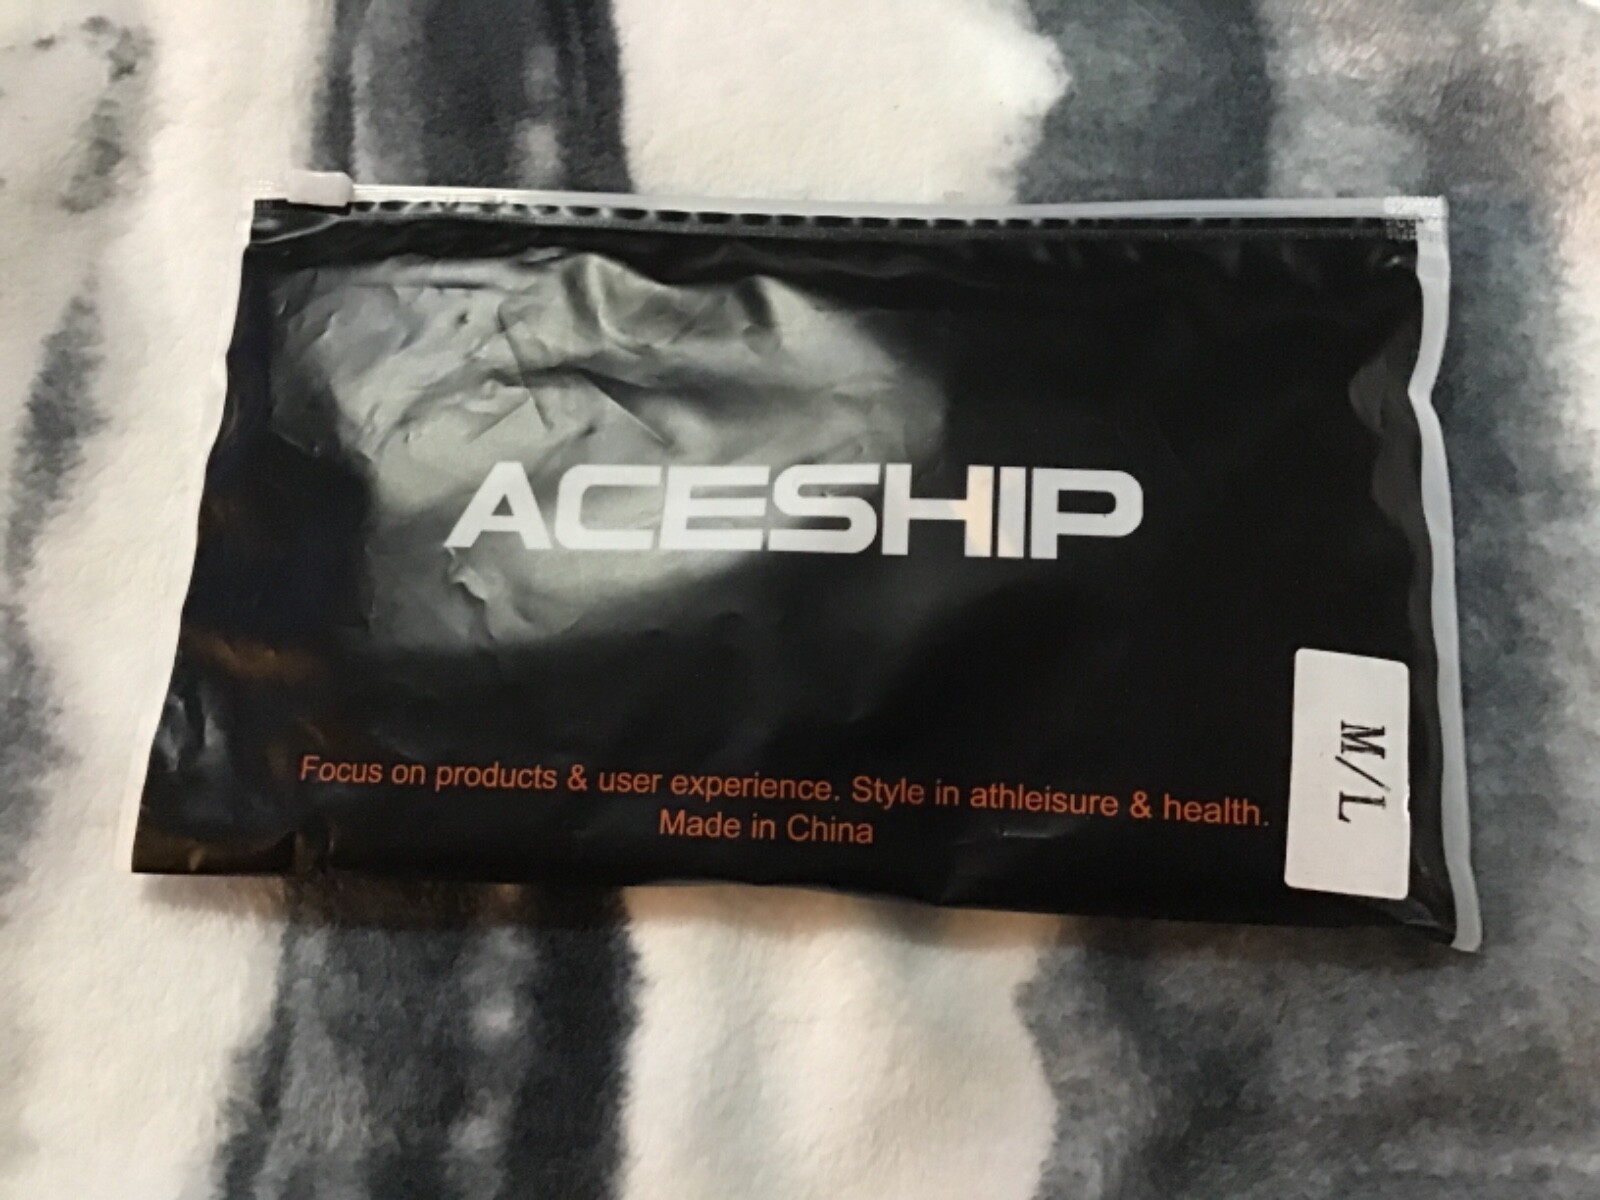 ACESHIP
Focus on products & user experience. Style in athleisure & health.
Made in China
M/L